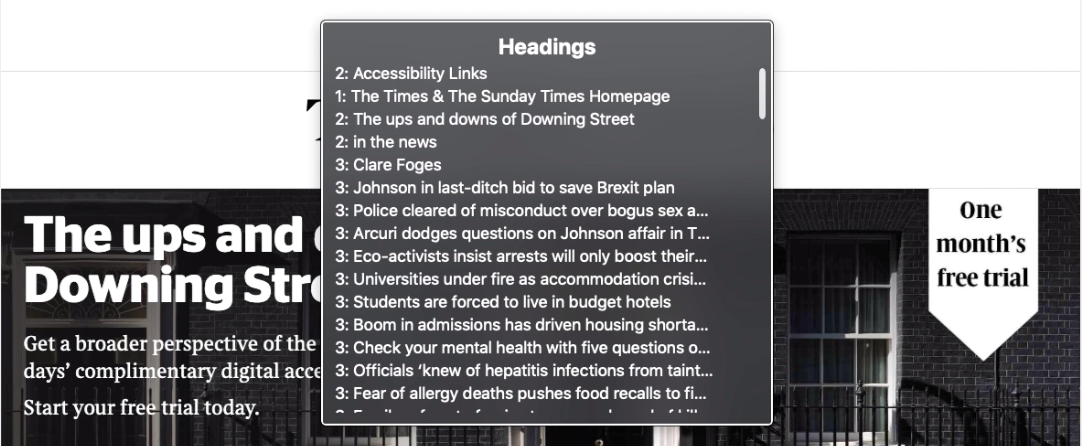 Headings
2: Accessibility Links
1: The Times & The Sunday Times Homepage
2: The ups and downs of Downing Street
2: in the news
3: Clare Foges
3: Johnson in last-ditch bid to save Brexit plan
3: Police cleared of misconduct over bogus sex a...
3: Arcuri dodges questions on Johnson affair in T...
3: Eco-activists insist arrests will only boost their...
3: Universities under fire as accommodation crisi...
3: Students are forced to live in budget hotels
3: Boom in admissions has driven housing shorta...
3: Check your mental health with five questions o...
3: Officials ‘knew of hepatitis infections from taint...
3: Fear of allergy deaths pushes food recalls to fi...
The ups and
Downing Stre
Get a broader perspective of the
days’ complimentary digital acce
Start your free trial today.
One
month’s
free trial